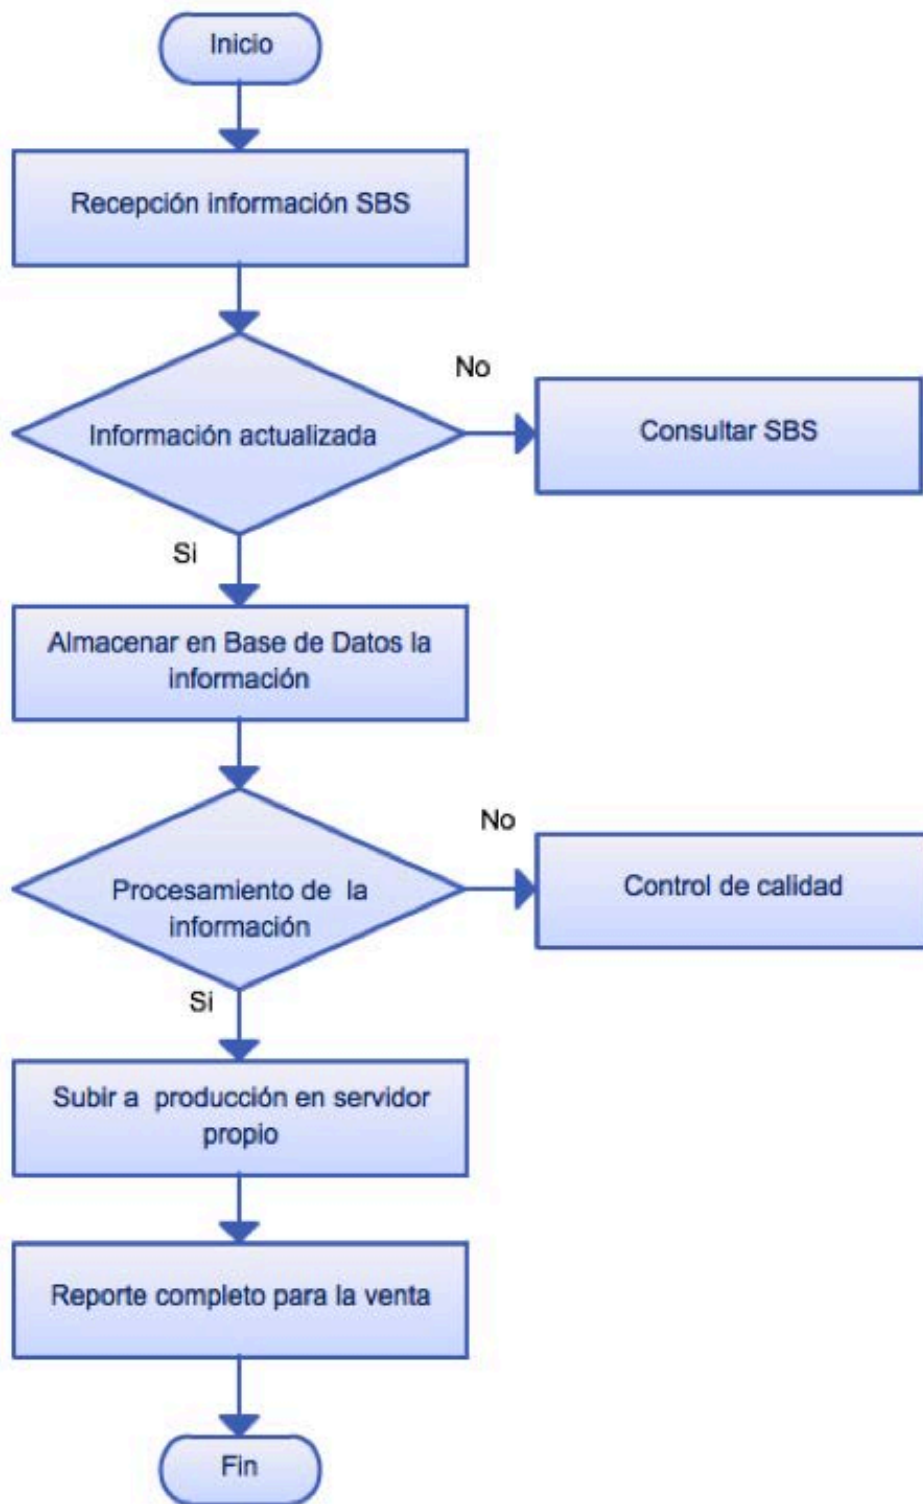 Inicio
Recepción información SBS
No
Información actualizada
Consultar SBS
Si
Almacenar en Base de Datos la
información
No
Procesamiento de la
información
Control de calidad
Si
Subir a producción en servidor
propio
Reporte completo para la venta
Fin